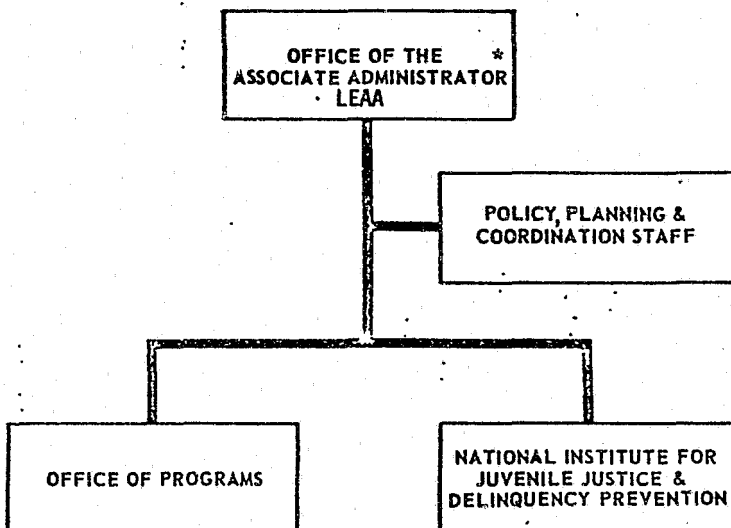 OFFICE OF THE *
ASSOCIATE ADMINISTRATOR
LEAA
POLICY, PLANNING &
COORDINATION STAFF
OFFICE OF PROGRAMS
NATIONAL INSTITUTE FOR
JUVENILE JUSTICE &
DELINQUENCY PREVENTION